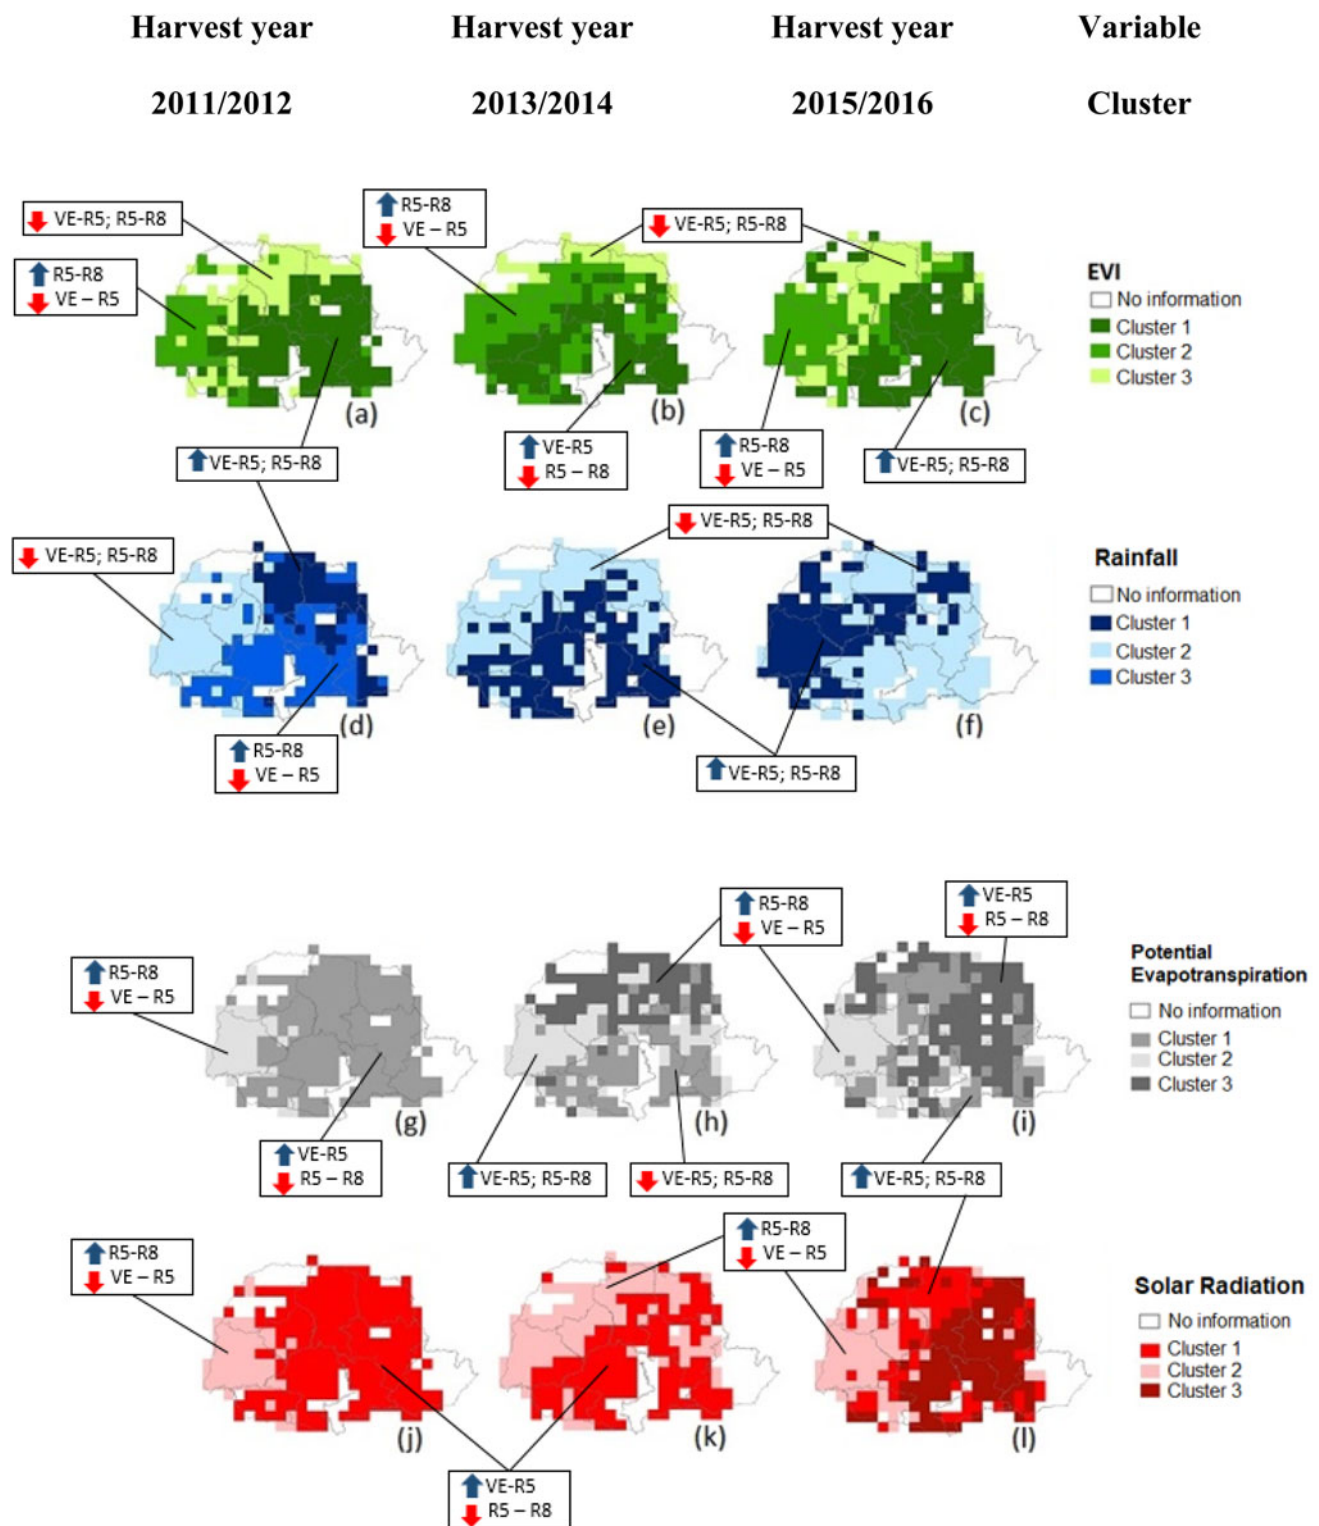 Harvest year Harvest year Harvest year Variable
2011/2012 2013/2014 2015/2016 Cluster
VE-R5; R5-R8
R5-R8
VE – R5
R5-R8
VE – R5
VE-R5; R5-R8
EVI
No information
Cluster 1
Cluster 2
Cluster 3
(a)
(b)
(c)
VE-R5; R5-R8
VE-R5
R5 – R8
R5-R8
VE – R5
VE-R5; R5-R8
VE-R5; R5-R8
VE-R5; R5-R8
Rainfall
No information
Cluster 1
Cluster 2
Cluster 3
(d)
(e)
(f)
R5-R8
VE – R5
VE-R5; R5-R8
R5-R8
VE – R5
R5-R8
VE – R5
VE-R5
R5 – R8
Potential
Evapotranspiration
No information
Cluster 1
Cluster 2
Cluster 3
(g)
(h)
(i)
VE-R5
R5 – R8
VE-R5; R5-R8
VE-R5; R5-R8
VE-R5; R5-R8
R5-R8
VE – R5
R5-R8
VE – R5
Solar Radiation
No information
Cluster 1
Cluster 2
Cluster 3
(j)
(k)
(l)
VE-R5
R5 – R8